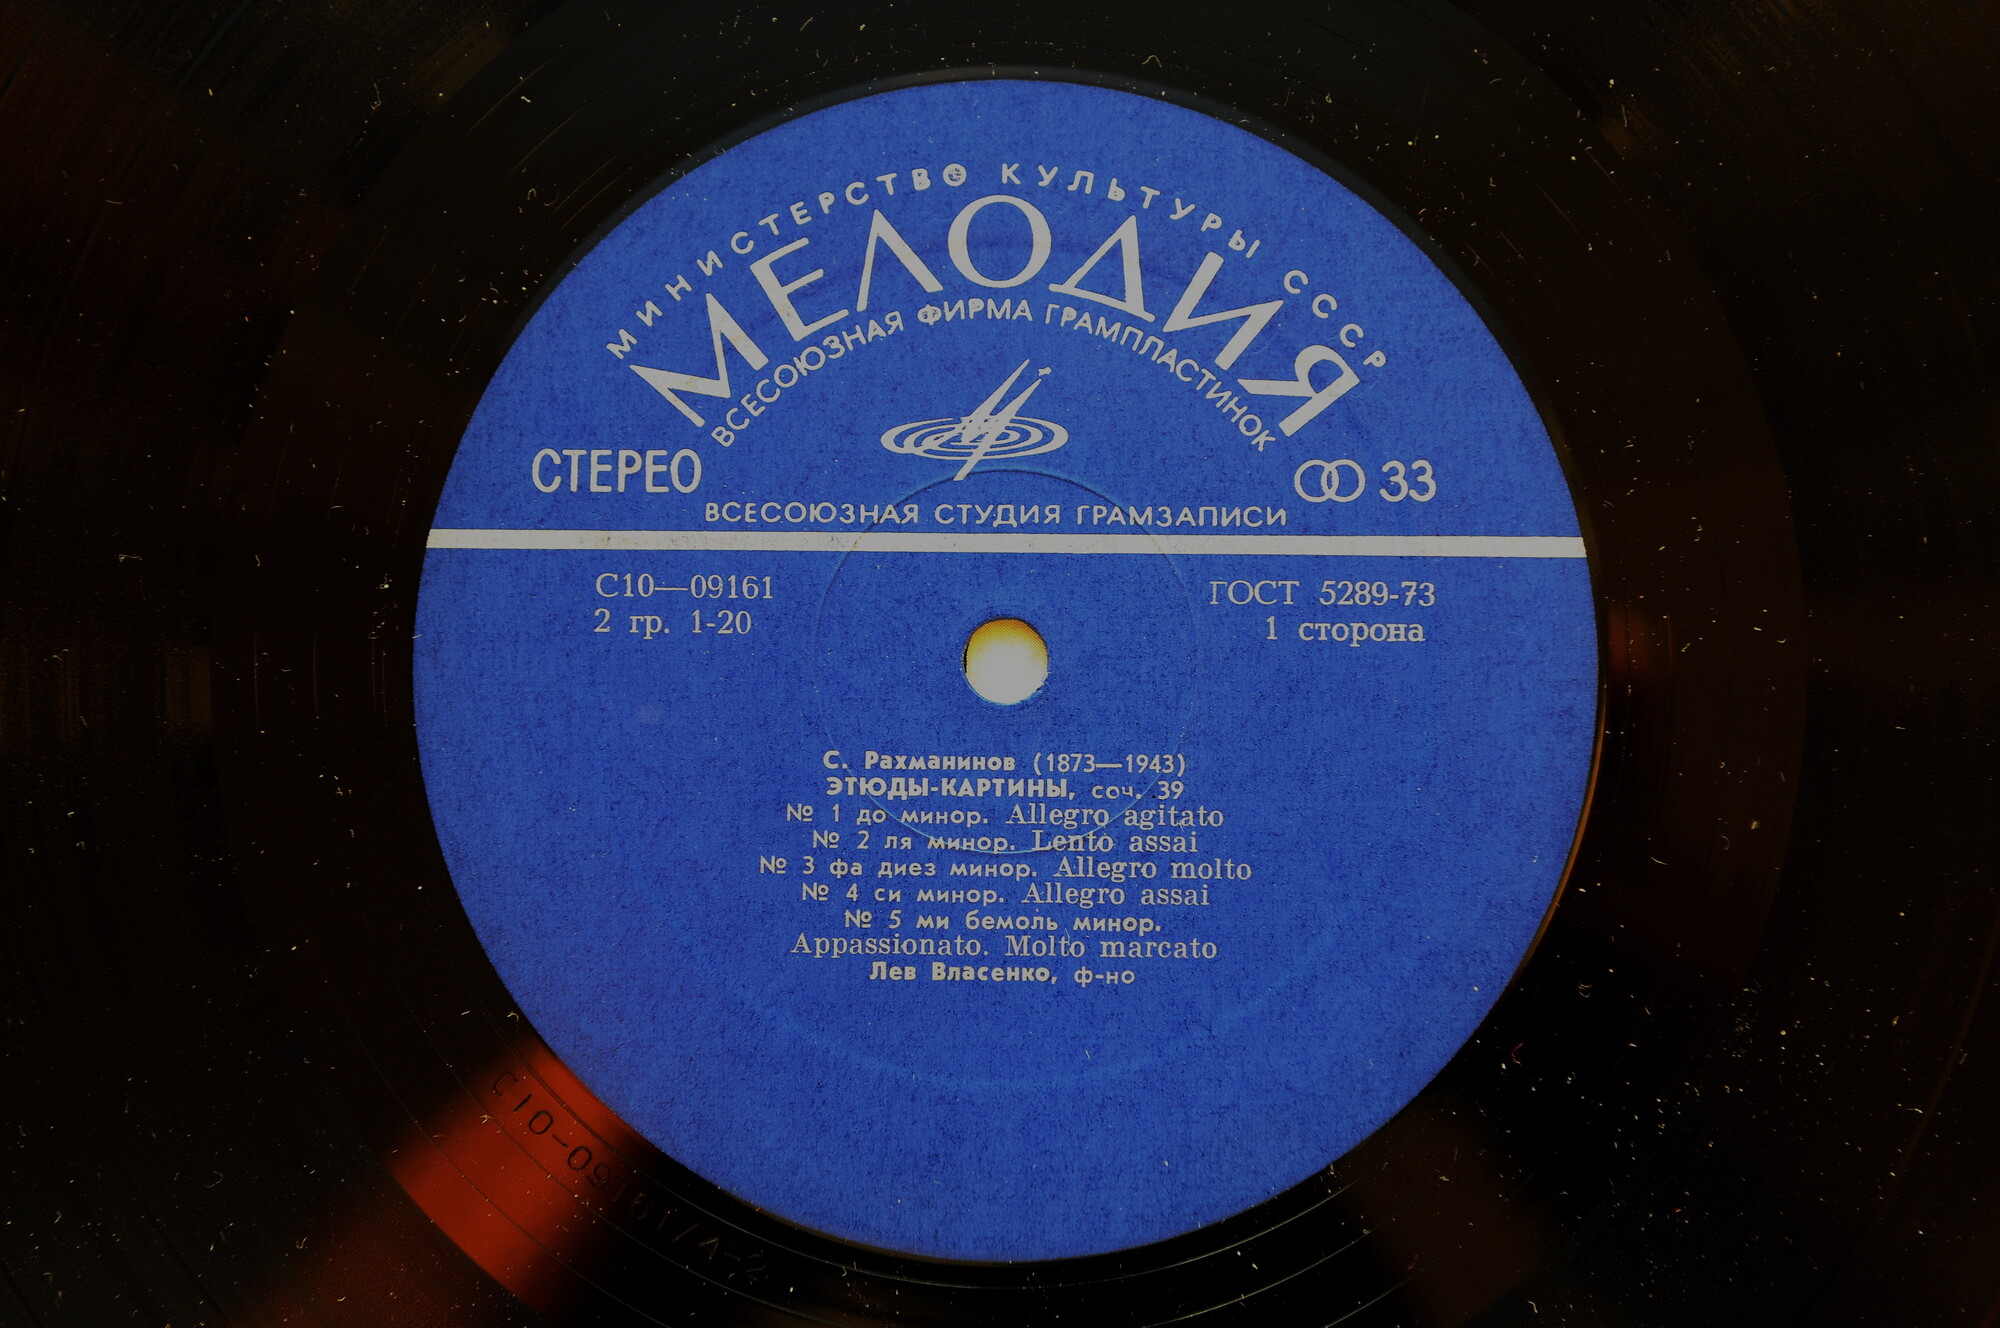 МИНИСТЕРСТВО КУЛЬТУРЫ СССР
МЕЛОДИЯ
ВСЕСОЮЗНАЯ ФИРМА ГРАМПЛАСТИНОК
СТЕРЕО
33
ВСЕСОЮЗНАЯ СТУДИЯ ГРАМЗАПИСИ
С10—09161
ГОСТ 5289-73
2 гр. 1-20
1 сторона
С. Рахманинов (1873—1943)
ЭТЮДЫ-КАРТИНЫ, соч. 39
№ 1 до минор. Allegro agitato
№ 2 ля минор. Lento assai
№ 3 фа диез минор. Allegro molto
№ 4 си минор. Allegro assai
№ 5 ми бемоль минор.
Appassionato. Molto marcato
Лев Власенко, ф-но